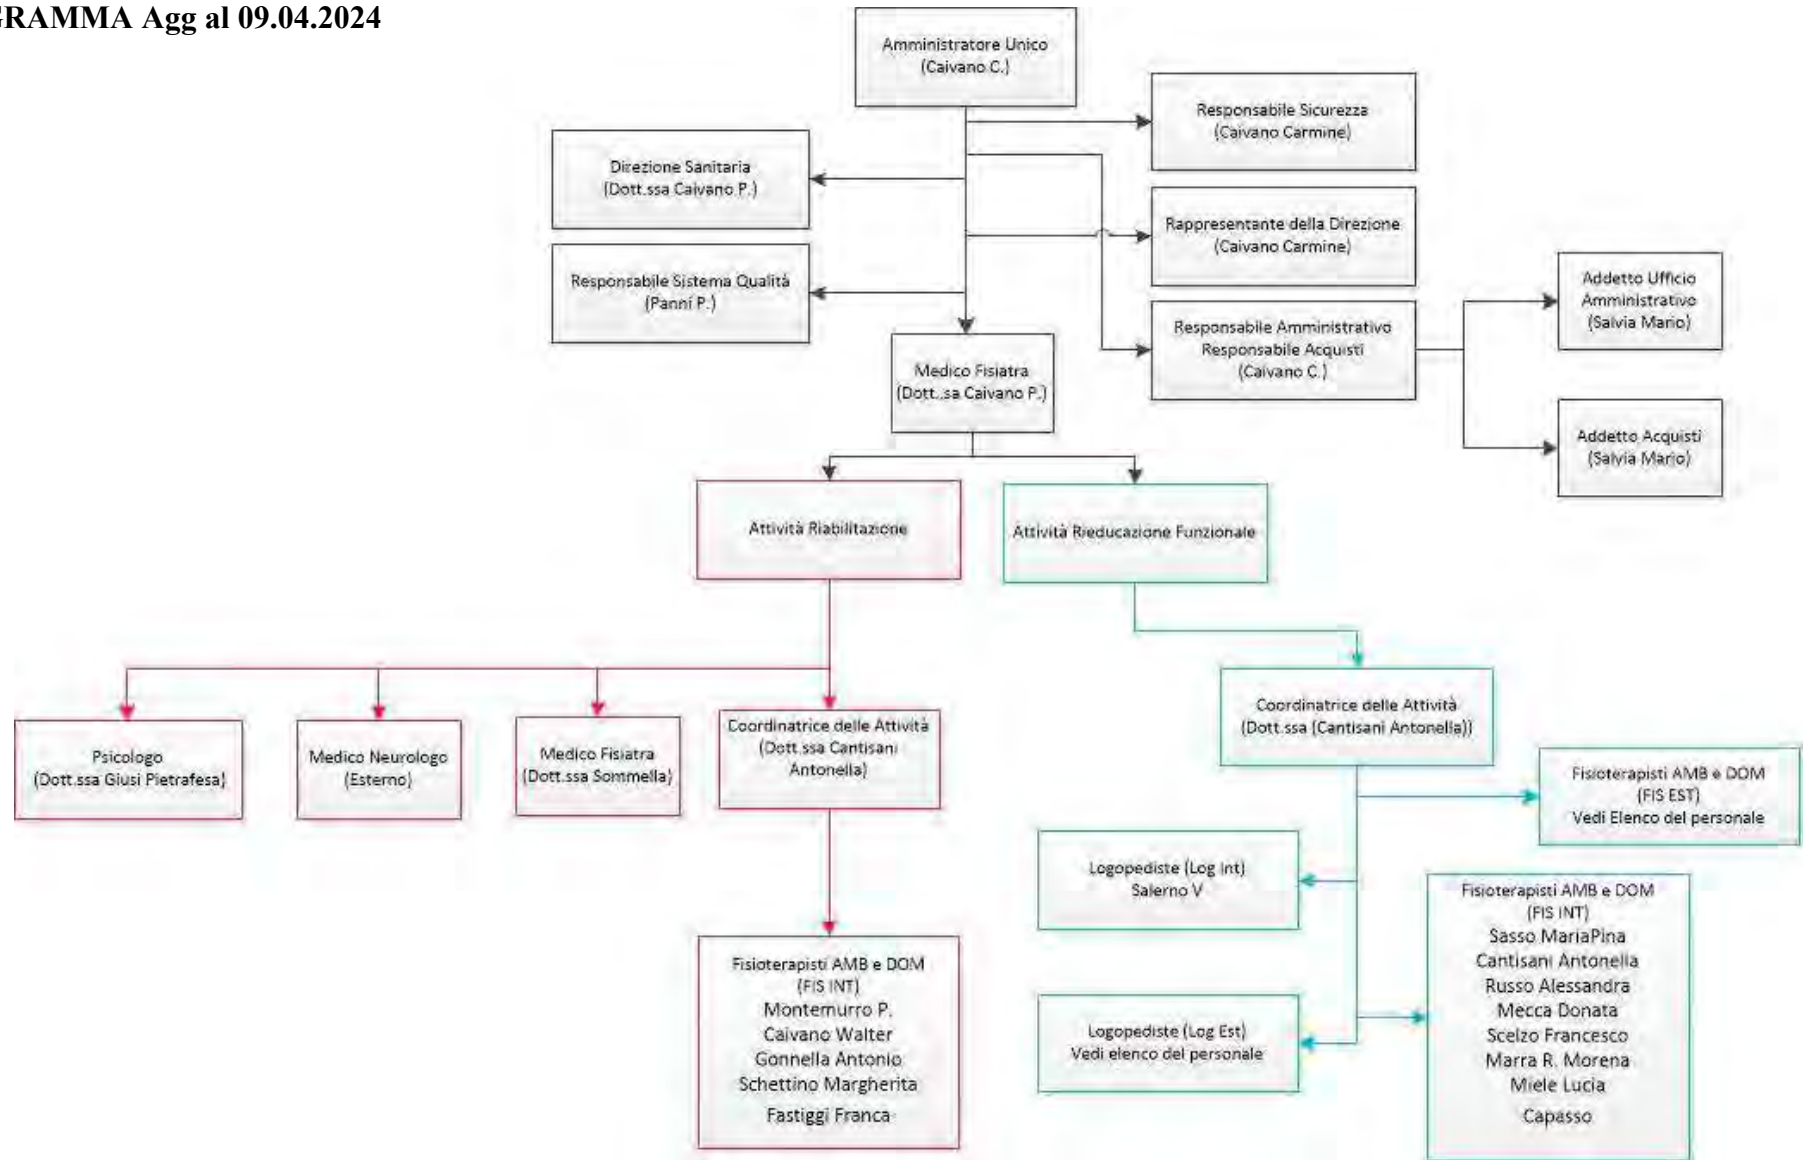 GRAMMA Agg al 09.04.2024
Amministratore Unico
(Caivano C.)
Responsabile Sicurezza
(Caivano Carmine)
Direzione Sanitaria
(Dott.ssa Caivano P.)
Rappresentante della Direzione
(Caivano Carmine)
Responsabile Sistema Qualità
(Panni P.)
Addetto Ufficio
Amministrativo
(Salvia Mario)
Responsabile Amministrativo
Responsabile Acquisti
(Caivano C.)
Medico Fisiatra
(Dott..sa Caivano P.)
Addetto Acquisti
(Salvia Mario)
Attività Riabilitazione
Attività Rieducazione Funzionale
Psicologo
(Dott.ssa Giusi Pietrafesa)
Medico Neurologo
(Esterno)
Medico Fisiatra
(Dott.ssa Sommella)
Coordinatrice delle Attività
(Dott.ssa Cantisani
Antonella)
Coordinatrice delle Attività
(Dott.ssa (Cantisani Antonella))
Fisioterapisti AMB e DOM
(FIS EST)
Vedi Elenco del personale
Logopediste (Log Int)
Salerno V
Fisioterapisti AMB e DOM
(FIS INT)
Sasso MariaPina
Cantisani Antonella
Russo Alessandra
Mecca Donata
Scelzo Francesco
Marra R. Morena
Miele Lucia
Capasso
Fisioterapisti AMB e DOM
(FIS INT)
Montemurro P.
Caivano Walter
Gonnella Antonio
Schettino Margherita
Fastiggi Franca
Logopediste (Log Est)
Vedi elenco del personale